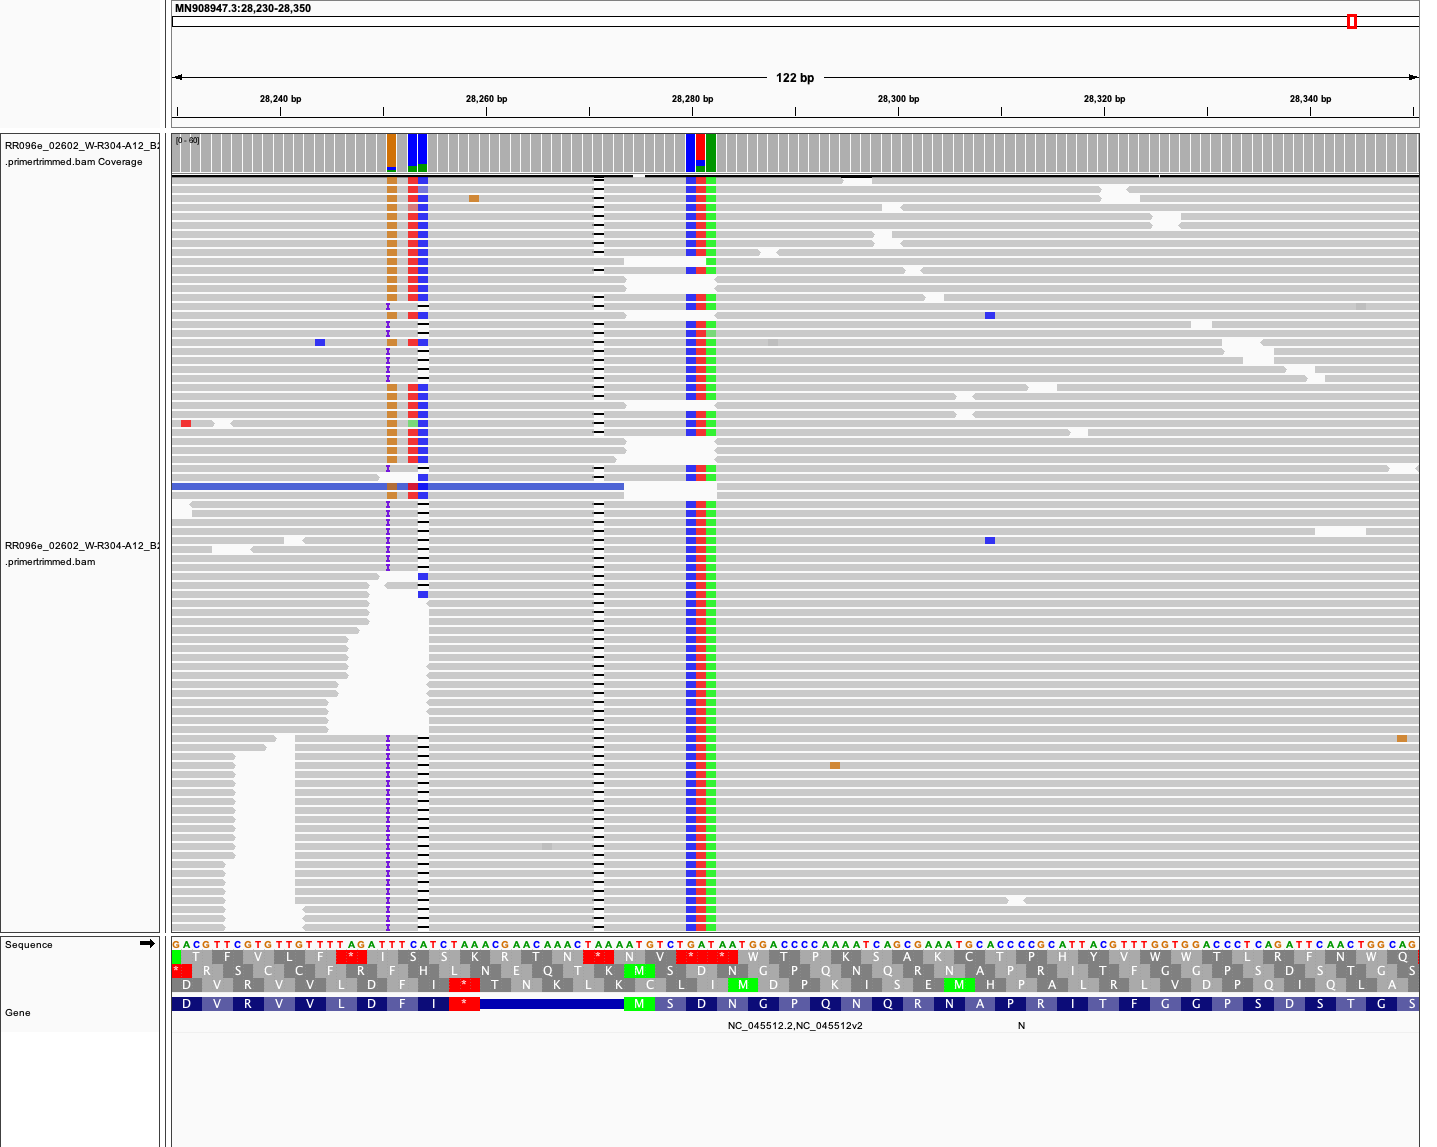 MN908947.3:28,230-28,350
122 bp
28,240 bp 28,260 bp 28,280 bp 28,300 bp 28,320 bp 28,340 bp
RR096e_02602_W-R304-A12_B2
.primertrimmed.bam Coverage
[0 - 60]
RR096e_02602_W-R304-A12_B2
.primertrimmed.bam
Sequence
GACGTTCGTGTTGTTTTAGATTTCATCTAAACGAACAAACTAAAATGTCTGATAATGGACCCCAAAATCAGCGAAATGCACCCCGCATTACGTTTGGTGGACCCTCAGATTCAACTGGCAG
T F V L F * I S S K R T N * N V * * W T P K S A K C T P H Y V W W T L R F N W Q
* R S C C F R F H L N E Q T K M S D N G P Q N Q R N A P R I T F G G P S D S T G S
D V R V V L D F I * T N K L K C L I M D P K I S E M H P A L R L V D P Q I Q L A
Gene
D V R V V L D F I * M S D N G P Q N Q R N A P R I T F G G P S D S T G S
NC_045512.2,NC_045512v2 N